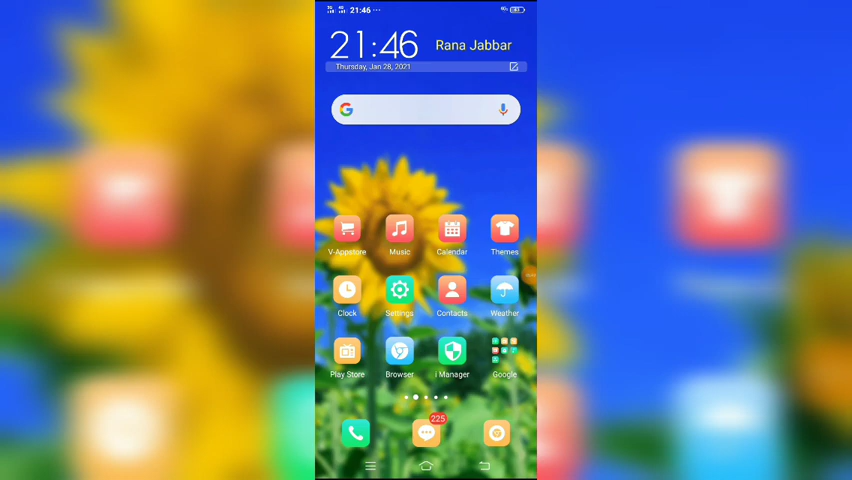 21:46
21:46
Rana Jabbar
Thursday, Jan 28, 2021
V-Appstore
Music
Calendar
Themes
Clock
Settings
Contacts
Weather
Play Store
Browser
i Manager
Google
225